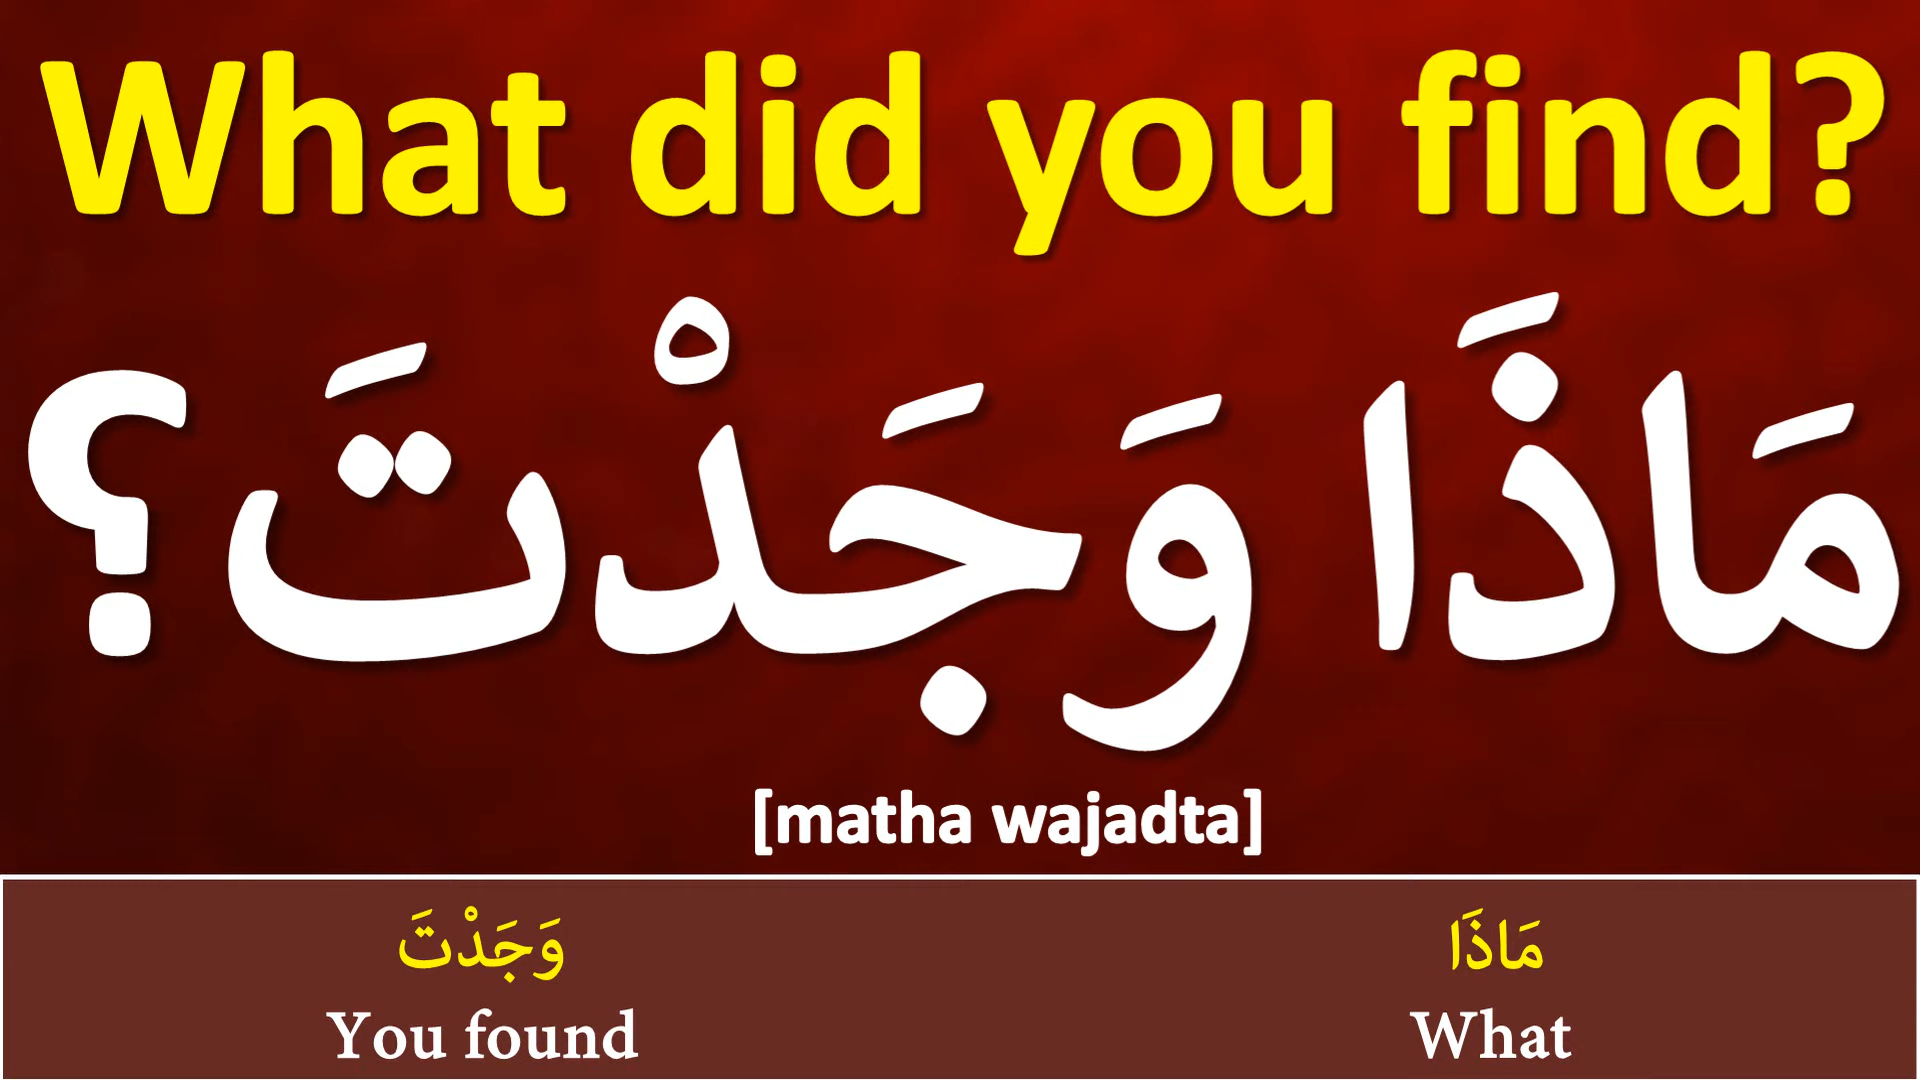 What did you find?
مَاذَا وَجَدْتَ؟
[matha wajadta]
مَاذَا وَجَدْتَ
What You found